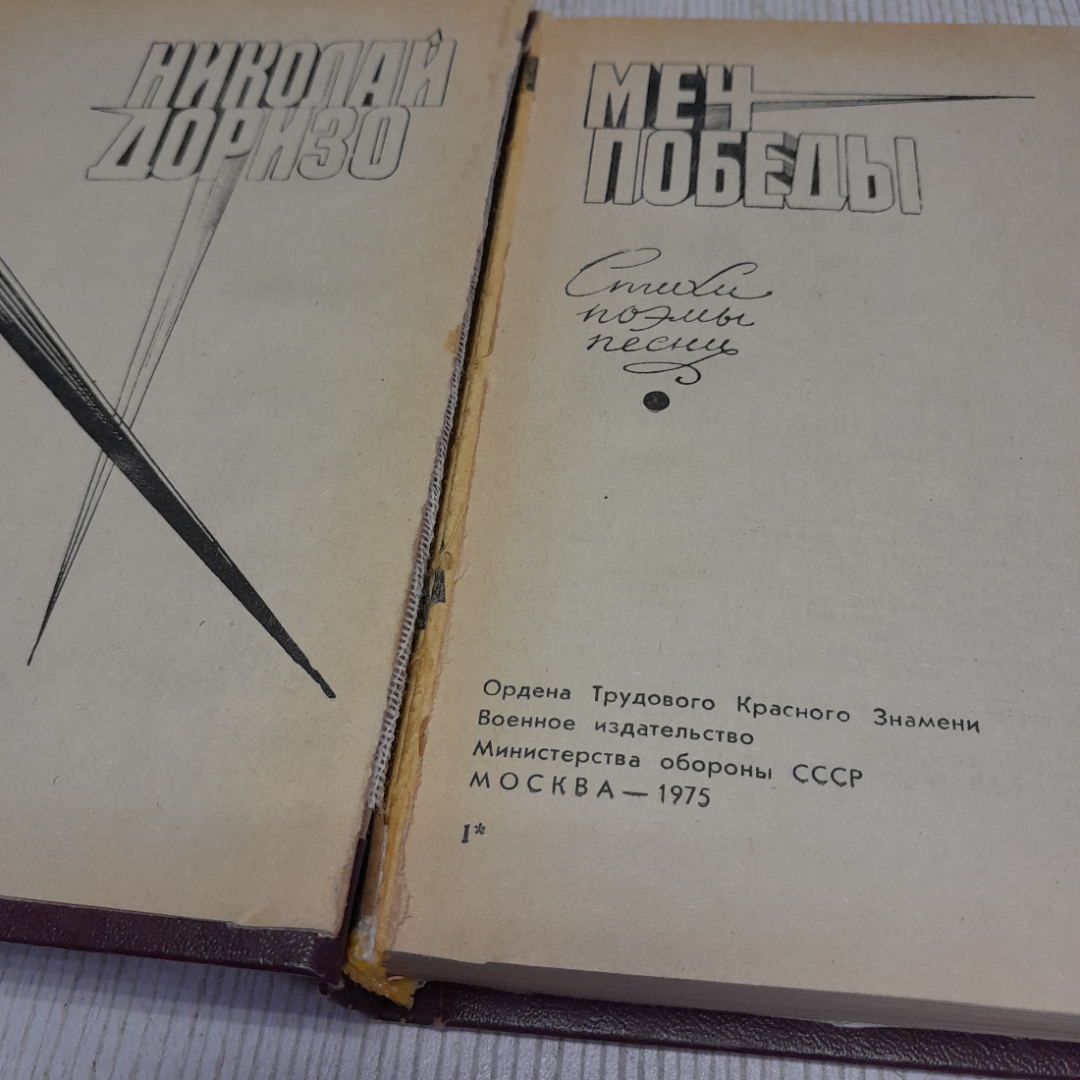 НИКОЛАЙ
ДОРИЗО
МЕЧ
ПОБЕДЫ
Стихи
поэмы
песни
Ордена Трудового Красного Знамени
Военное издательство
Министерства обороны СССР
МОСКВА — 1975
1*